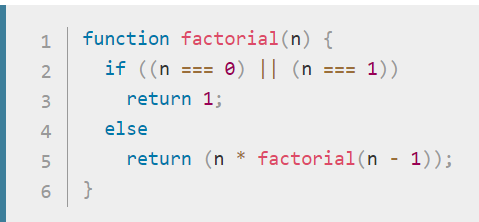 1 function factorial(n) {
2 if ((n === 0) || (n === 1))
3 return 1;
4 else
5 return (n * factorial(n - 1));
6 }